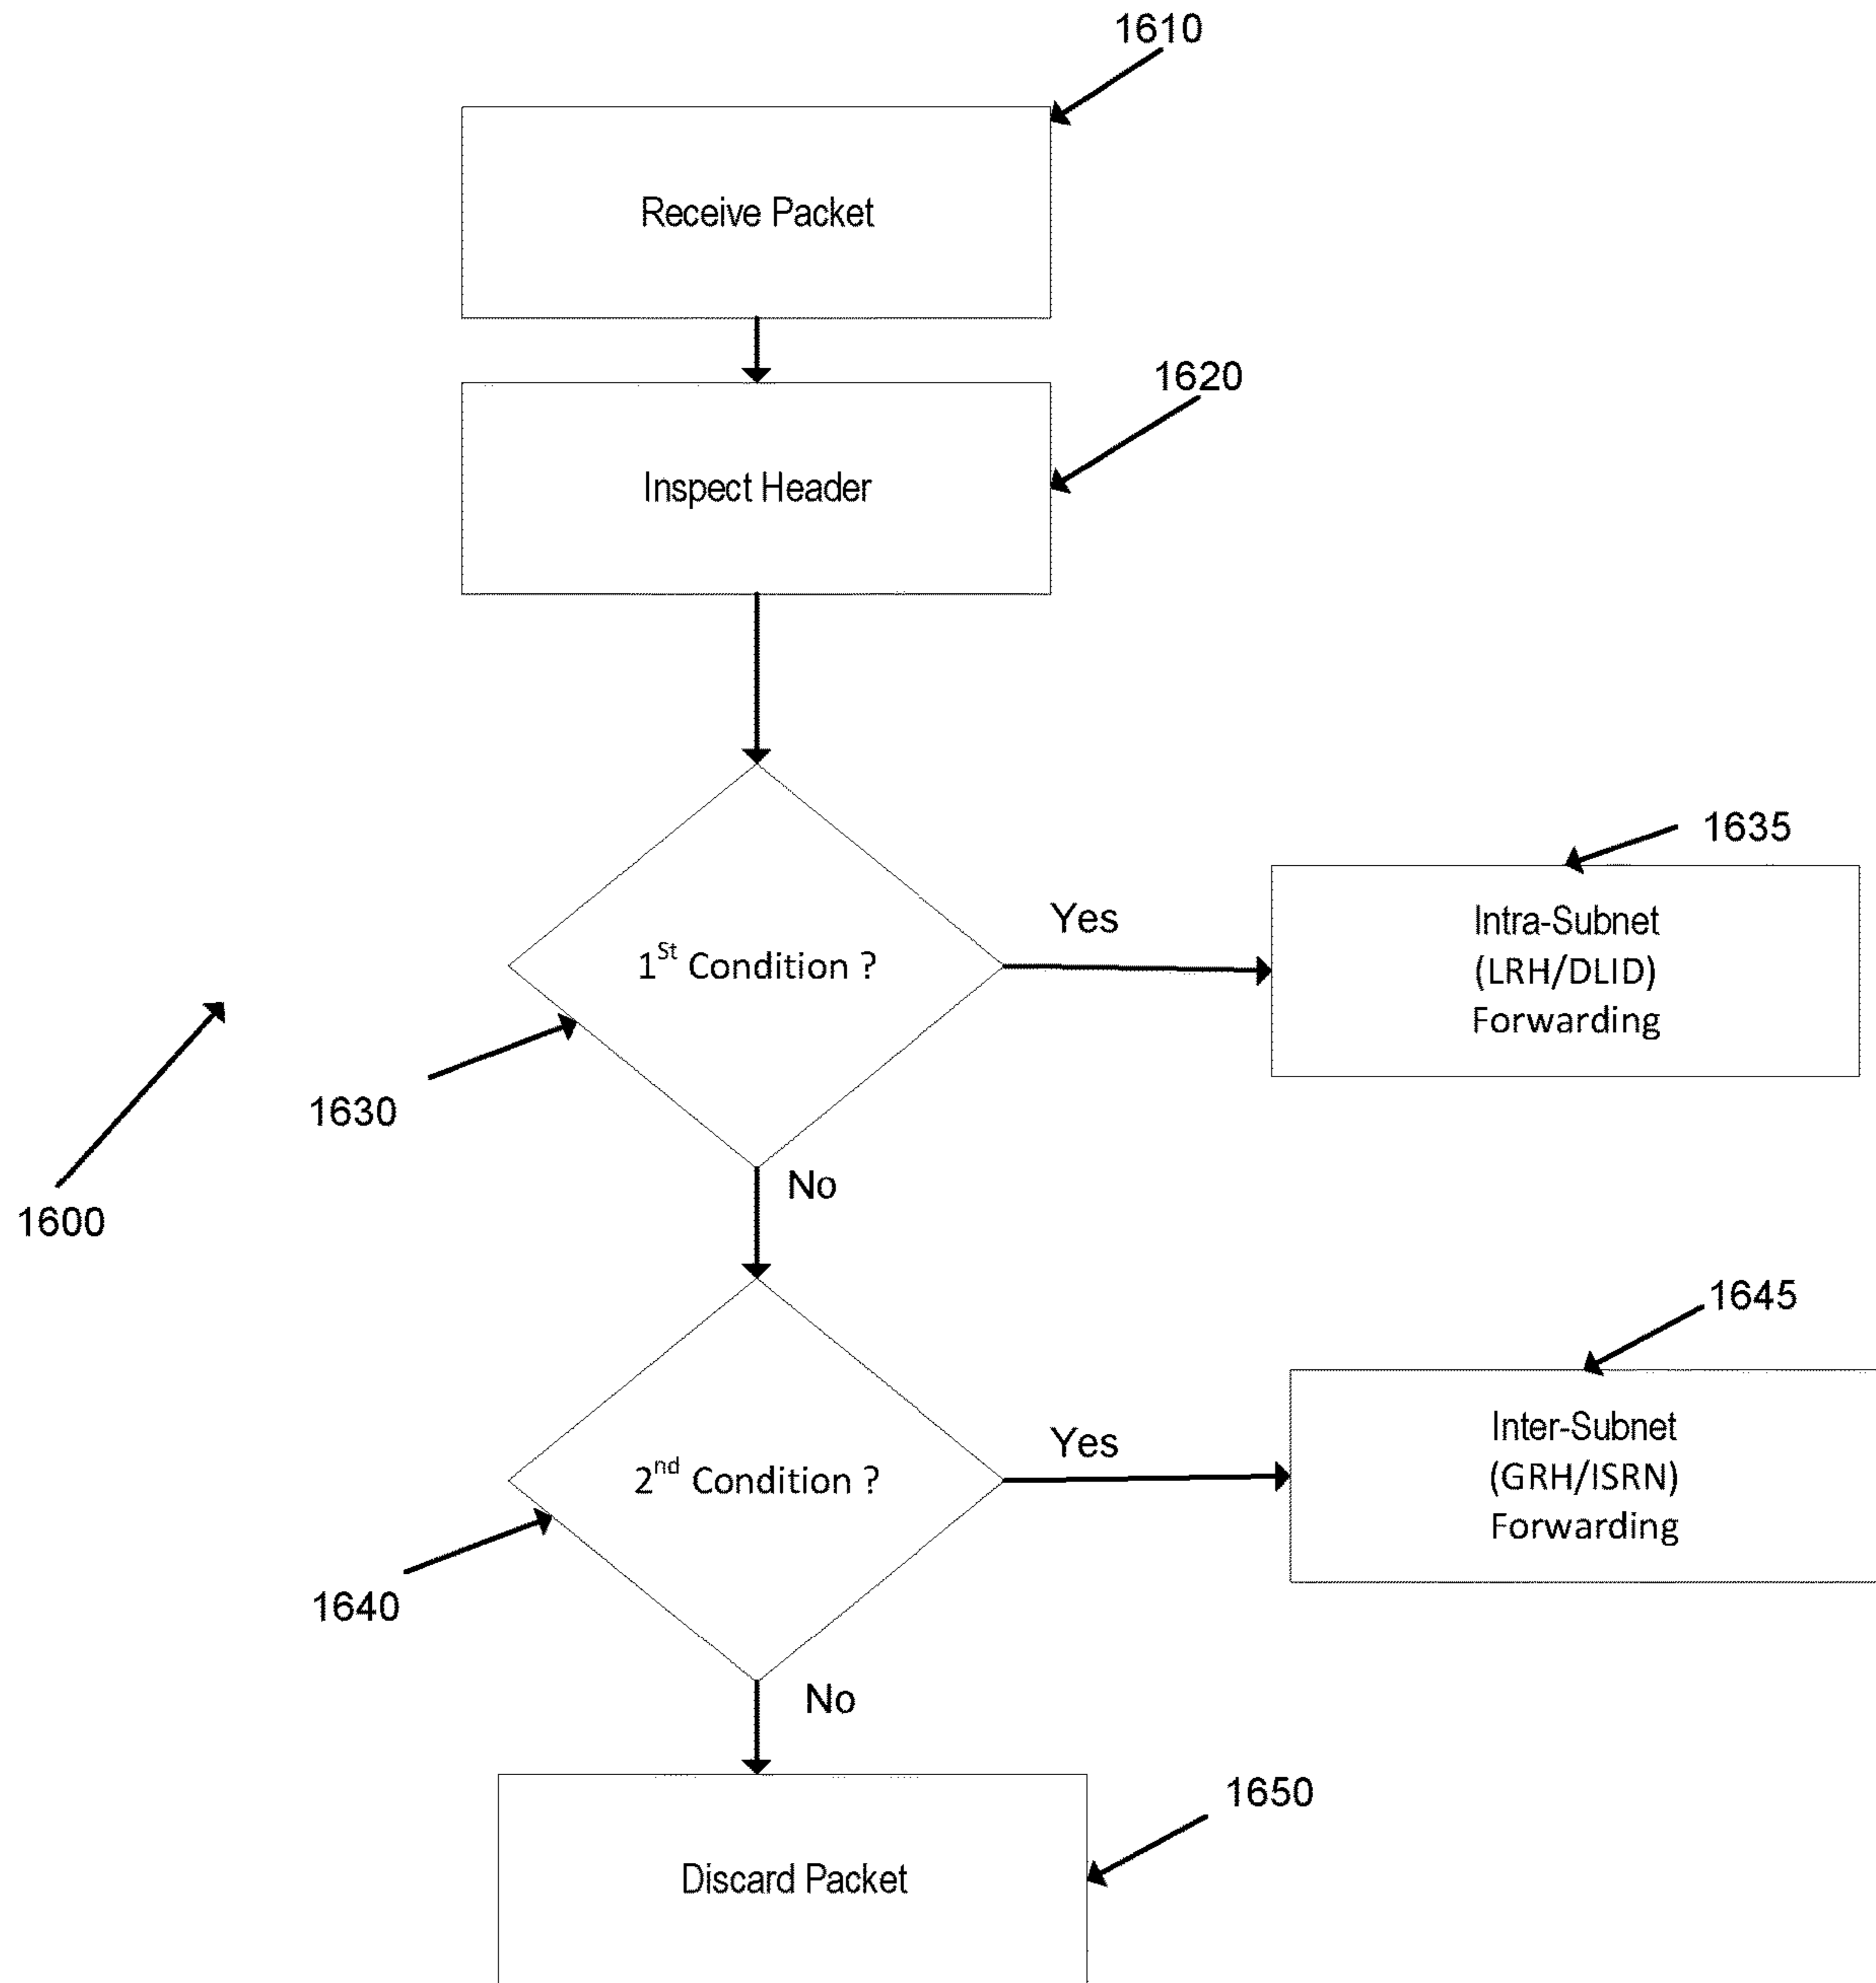 1610
Receive Packet
1620
Inspect Header
1635
Yes
Intra-Subnet
(LRH/DLID)
Forwarding
1St Condition ?
1630
No
1600
1645
Yes
Inter-Subnet
(GRH/ISRN)
Forwarding
2nd Condition ?
1640
No
1650
Discard Packet